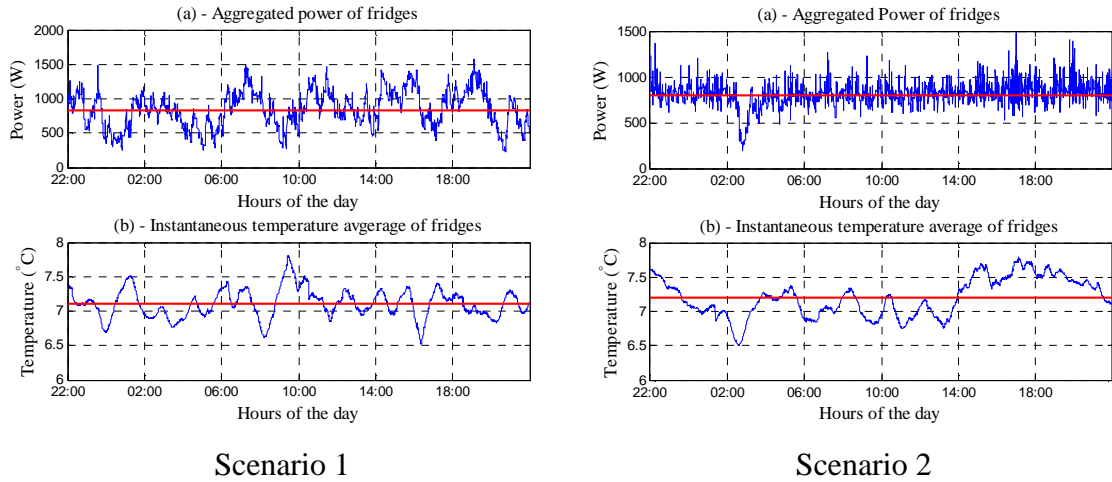 (a) - Aggregated power of fridges
2000
1500
1000
500
0
Power (W)
22:00 02:00 06:00 10:00 14:00 18:00
Hours of the day
(b) - Instantaneous temperature avgerage of fridges
8
7.5
7
6.5
6
Temperature (°C)
22:00 02:00 06:00 10:00 14:00 18:00
Hours of the day
Scenario 1
(a) - Aggregated Power of fridges
1500
1000
500
0
Power (W)
22:00 02:00 06:00 10:00 14:00 18:00
Hours of the day
(b) - Instantaneous temperature average of fridges
8
7.5
7
6.5
6
Temperature (°C)
22:00 02:00 06:00 10:00 14:00 18:00
Hours of the day
Scenario 2